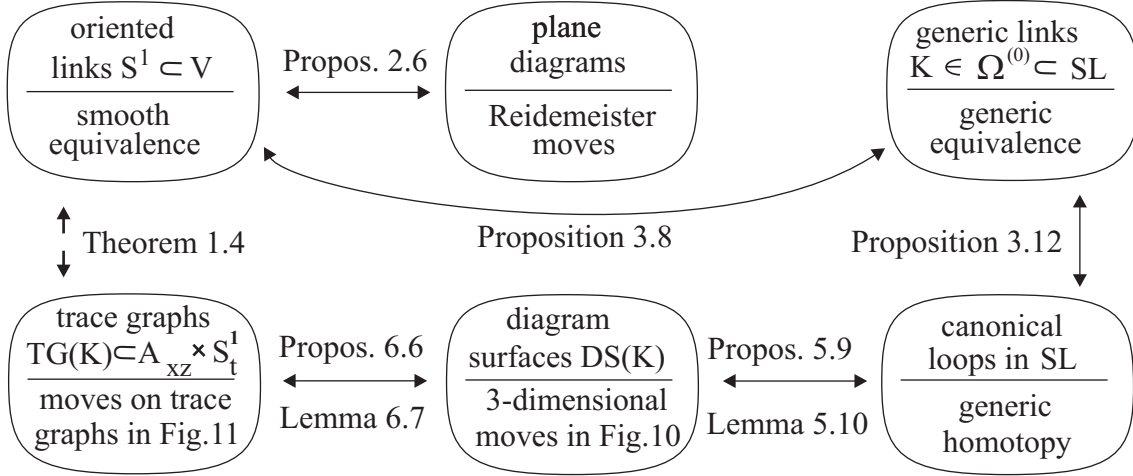 oriented
links S¹ ⊂ V
smooth
equivalence
Propos. 2.6
plane
diagrams
Reidemeister
moves
generic links
K ∈ Ω⁽⁰⁾ ⊂ SL
generic
equivalence
Theorem 1.4
Proposition 3.8
Proposition 3.12
trace graphs
TG(K)⊂A_xz × S_t^1
moves on trace
graphs in Fig.11
Propos. 6.6
Lemma 6.7
diagram
surfaces DS(K)
3-dimensional
moves in Fig.10
Propos. 5.9
Lemma 5.10
canonical
loops in SL
generic
homotopy